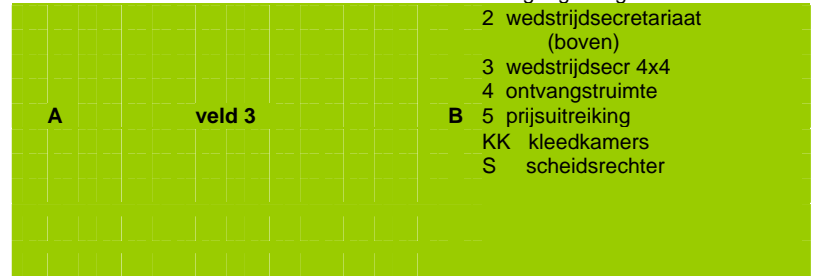 2 wedstrijdsecretariaat
(boven)
3 wedstrijdsecr 4x4
4 ontvangstruimte
A veld 3 B 5 prijsuitreiking
KK kleedkamers
S scheidsrechter